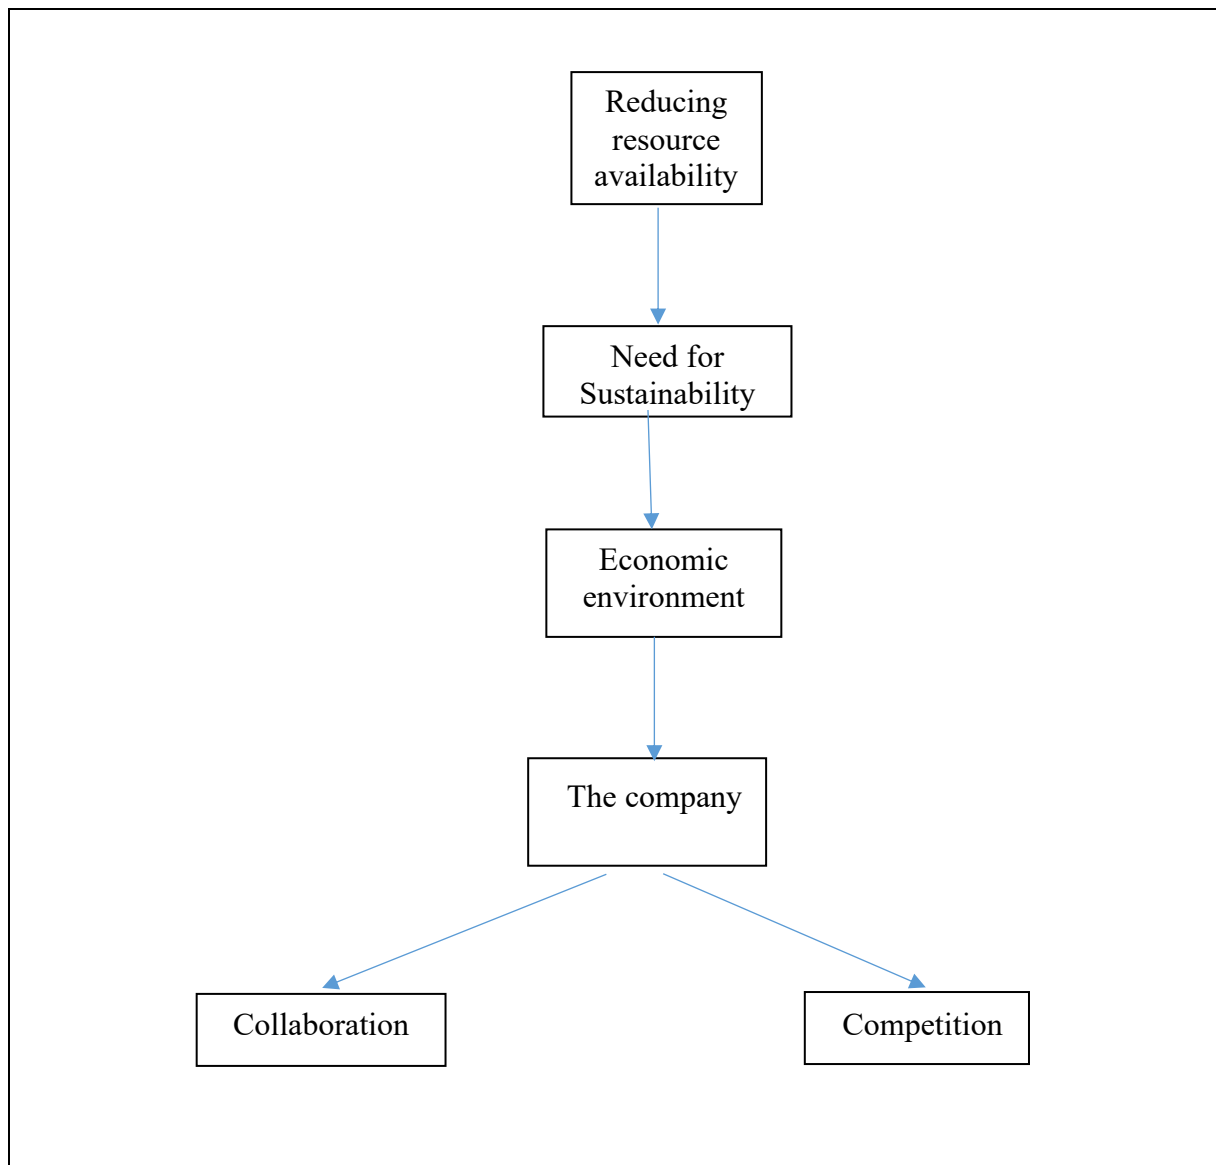 Reducing
resource
availability
Need for
Sustainability
Economic
environment
The company
Collaboration
Competition